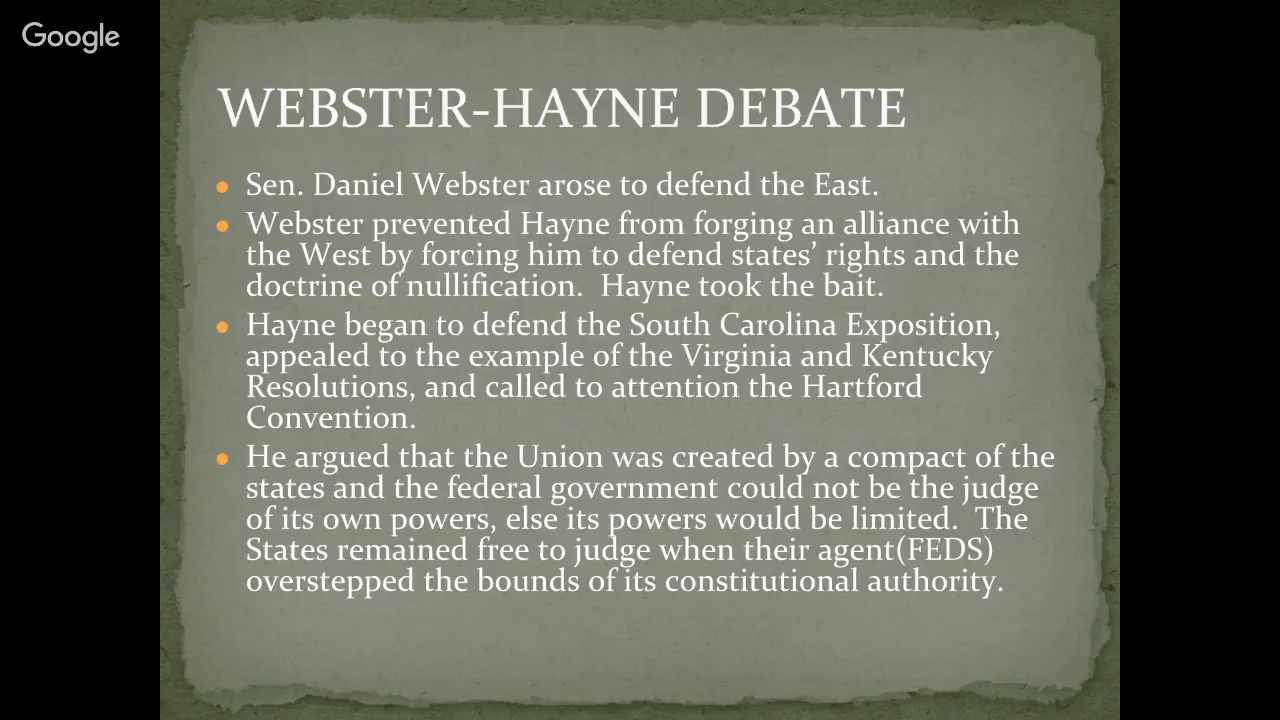 Google
WEBSTER-HAYNE DEBATE
Sen. Daniel Webster arose to defend the East.
Webster prevented Hayne from forging an alliance with
the West by forcing him to defend states’ rights and the
doctrine of nullification.  Hayne took the bait.
Hayne began to defend the South Carolina Exposition,
appealed to the example of the Virginia and Kentucky
Resolutions, and called to attention the Hartford
Convention.
He argued that the Union was created by a compact of the
states and the federal government could not be the judge
of its own powers, else its powers would be limited.  The
States remained free to judge when their agent(FEDS)
overstepped the bounds of its constitutional authority.